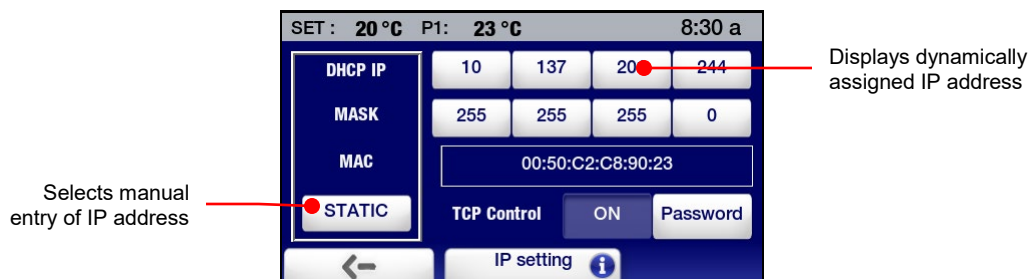 SET : 20 °C P1: 23 °C 8:30 a
DHCP IP 10 137 20 244
Displays dynamically
assigned IP address
MASK 255 255 255 0
MAC 00:50:C2:C8:90:23
Selects manual
entry of IP address
STATIC TCP Control ON Password
IP setting i